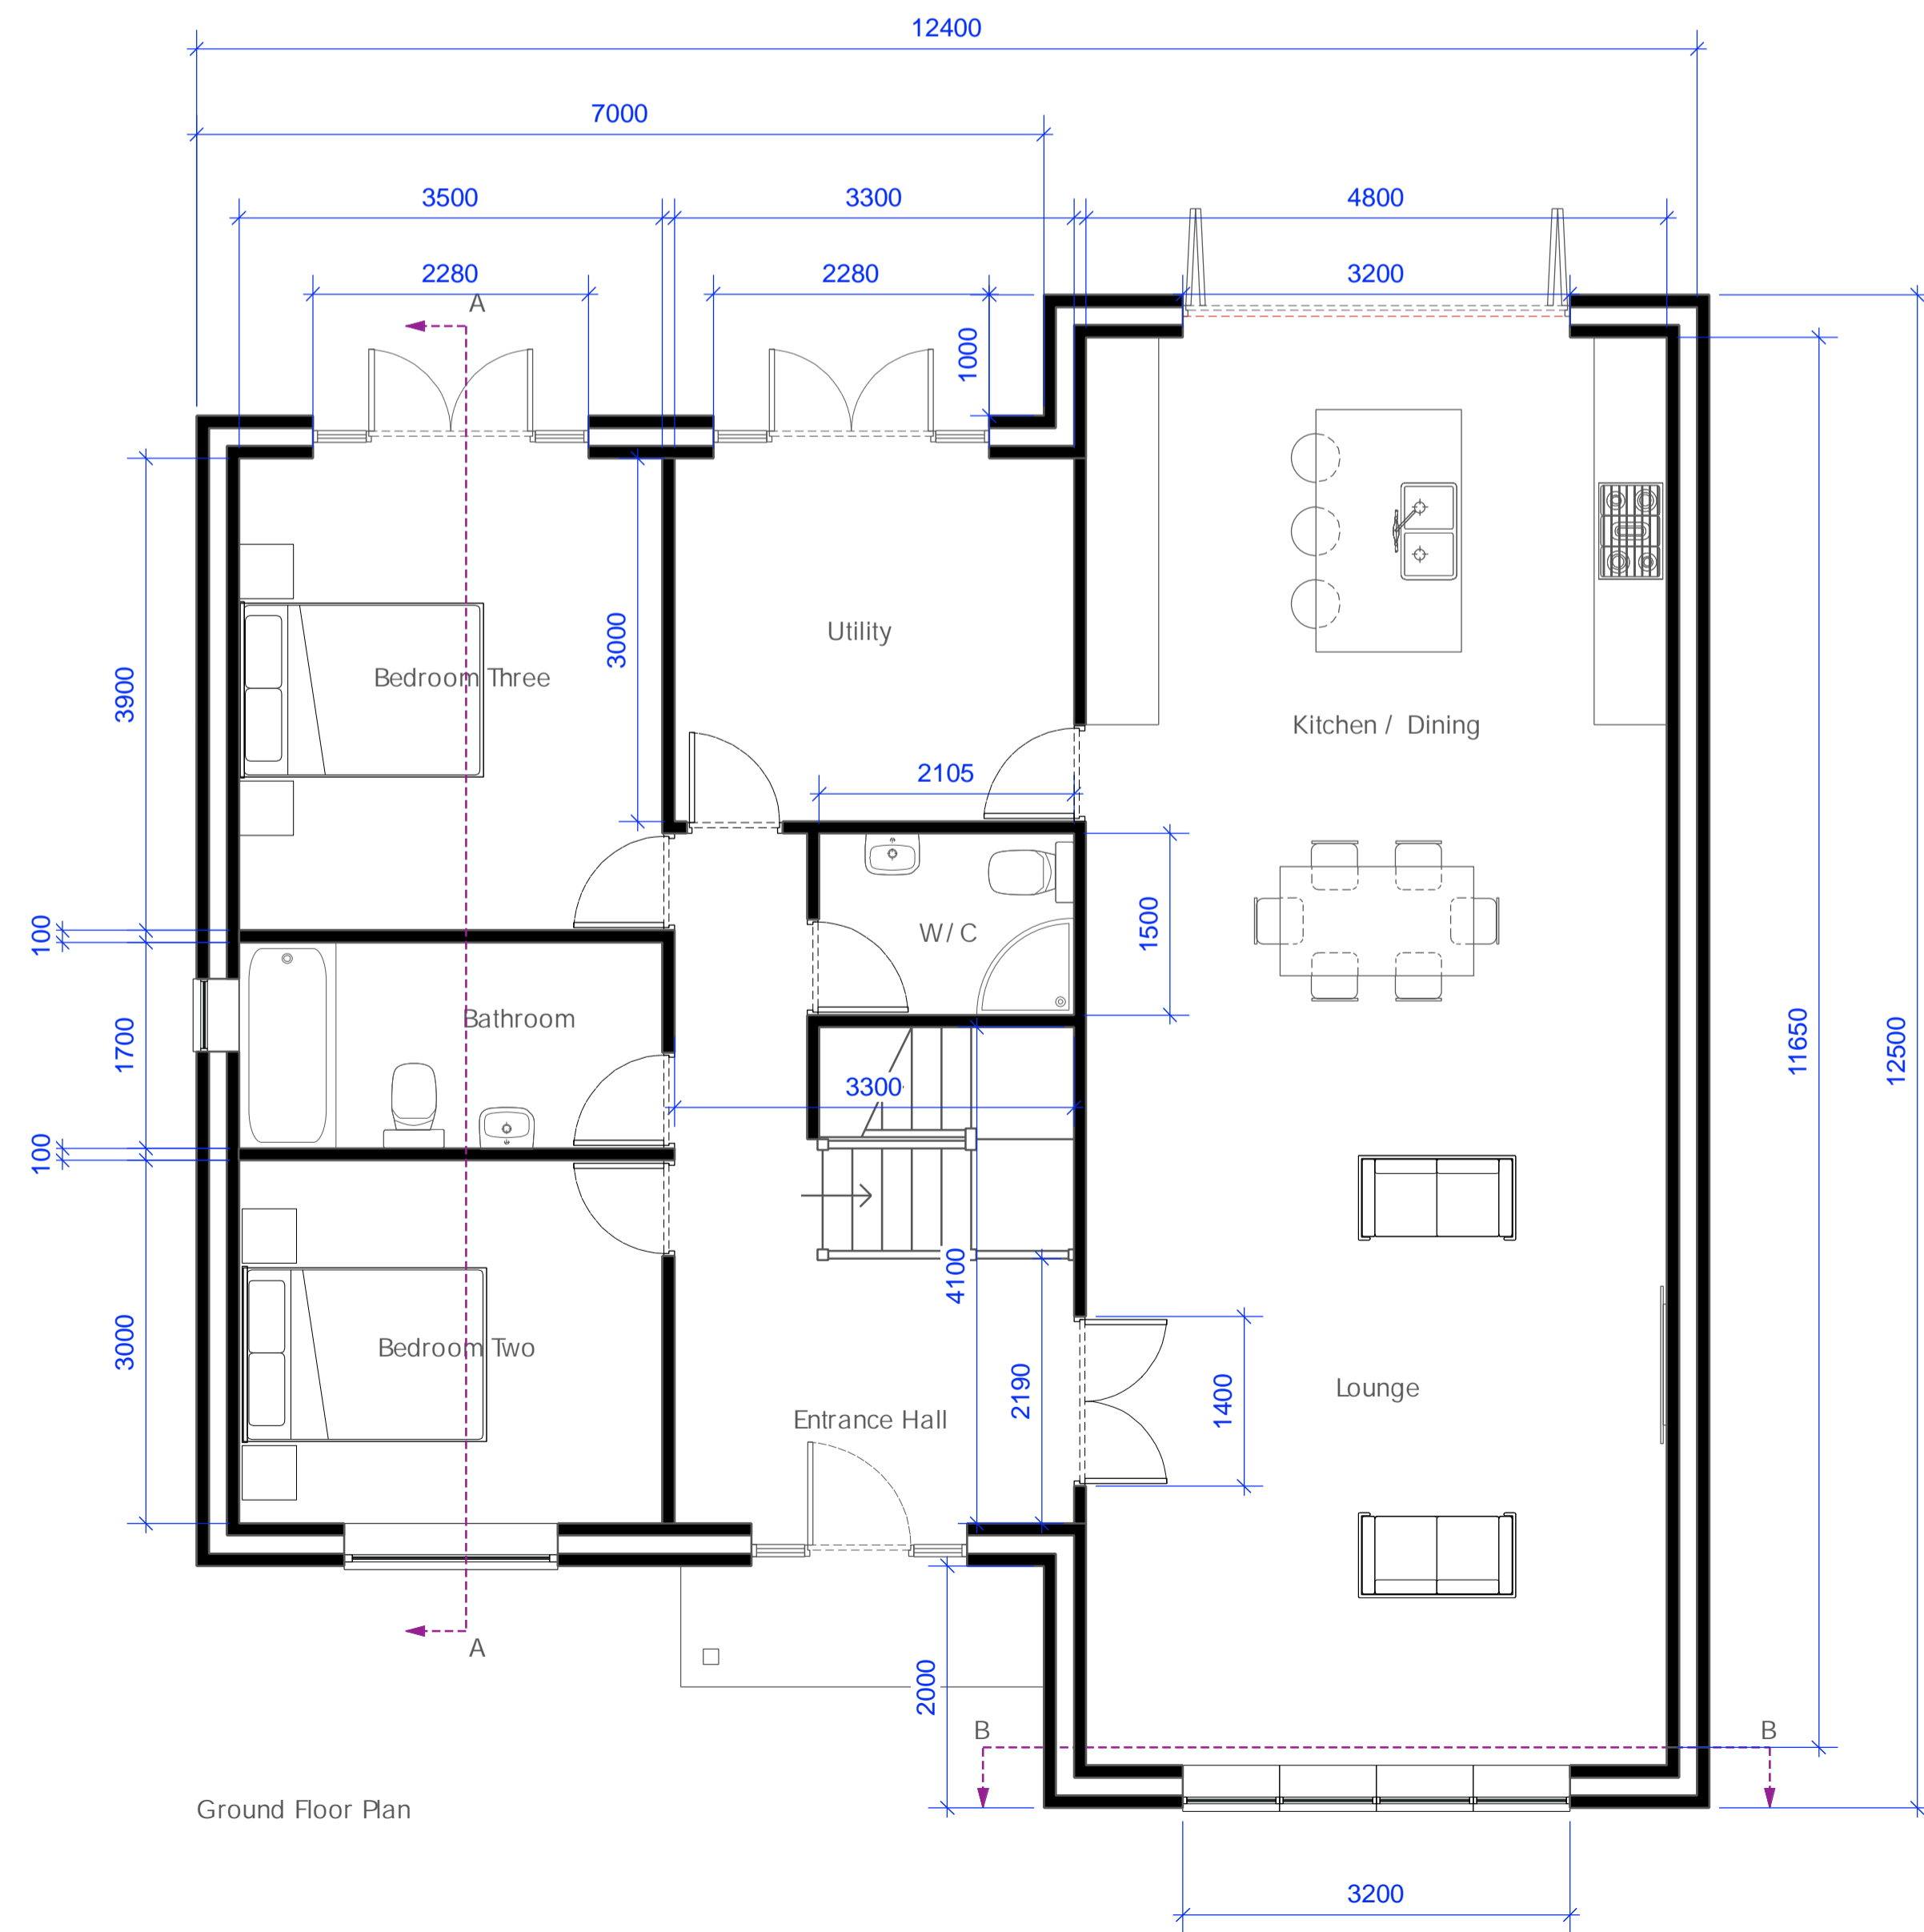 12400
7000
3500 3300 4800
2280 2280 3200
A
1000
Utility
3000
Bedroom Three
3900
Kitchen / Dining
2105
100
W/C
1500
Bathroom
1700
11650
12500
3300
100
4100
3000
Bedroom Two
2190
1400
Lounge
Entrance Hall
A
2000
B B
Ground Floor Plan
3200